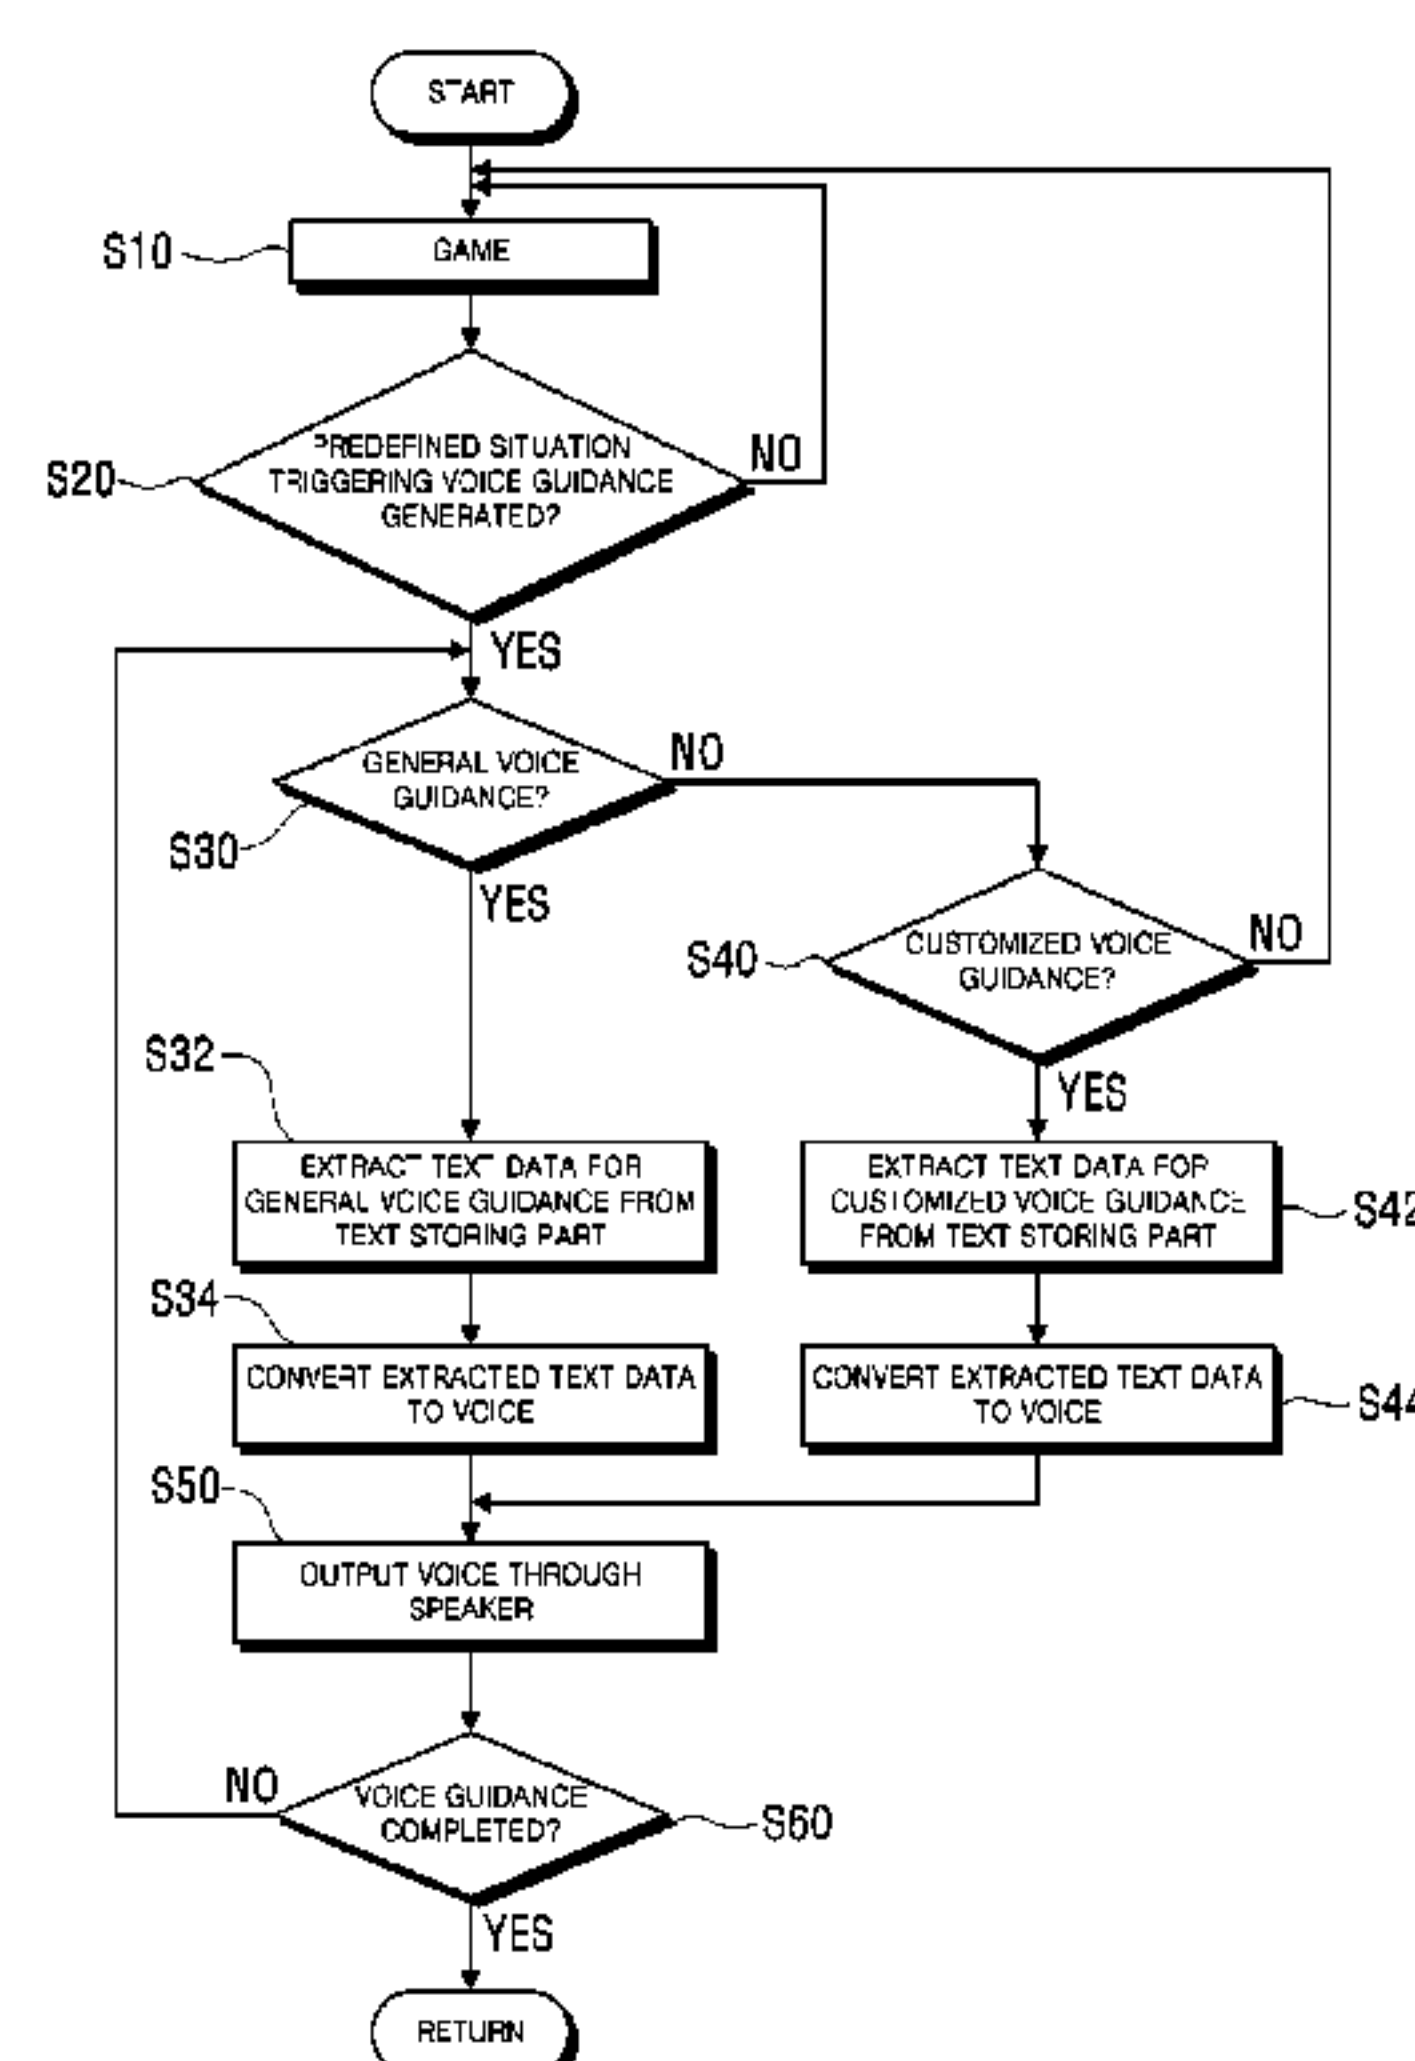 START
S10
GAME
S20
PREDEFINED SITUATION
TRIGGERING VOICE GUIDANCE
GENERATED?
NO
YES
GENERAL VOICE
GUIDANCE?
NO
S30
YES
S40
CUSTOMIZED VOICE
GUIDANCE?
NO
YES
S32
EXTRACT TEXT DATA FOR
GENERAL VOICE GUIDANCE FROM
TEXT STORING PART
EXTRACT TEXT DATA FOR
CUSTOMIZED VOICE GUIDANCE
FROM TEXT STORING PART
S42
S34
CONVERT EXTRACTED TEXT DATA
TO VOICE
CONVERT EXTRACTED TEXT DATA
TO VOICE
S44
S50
OUTPUT VOICE THROUGH
SPEAKER
NO
VOICE GUIDANCE
COMPLETED?
S60
YES
RETURN